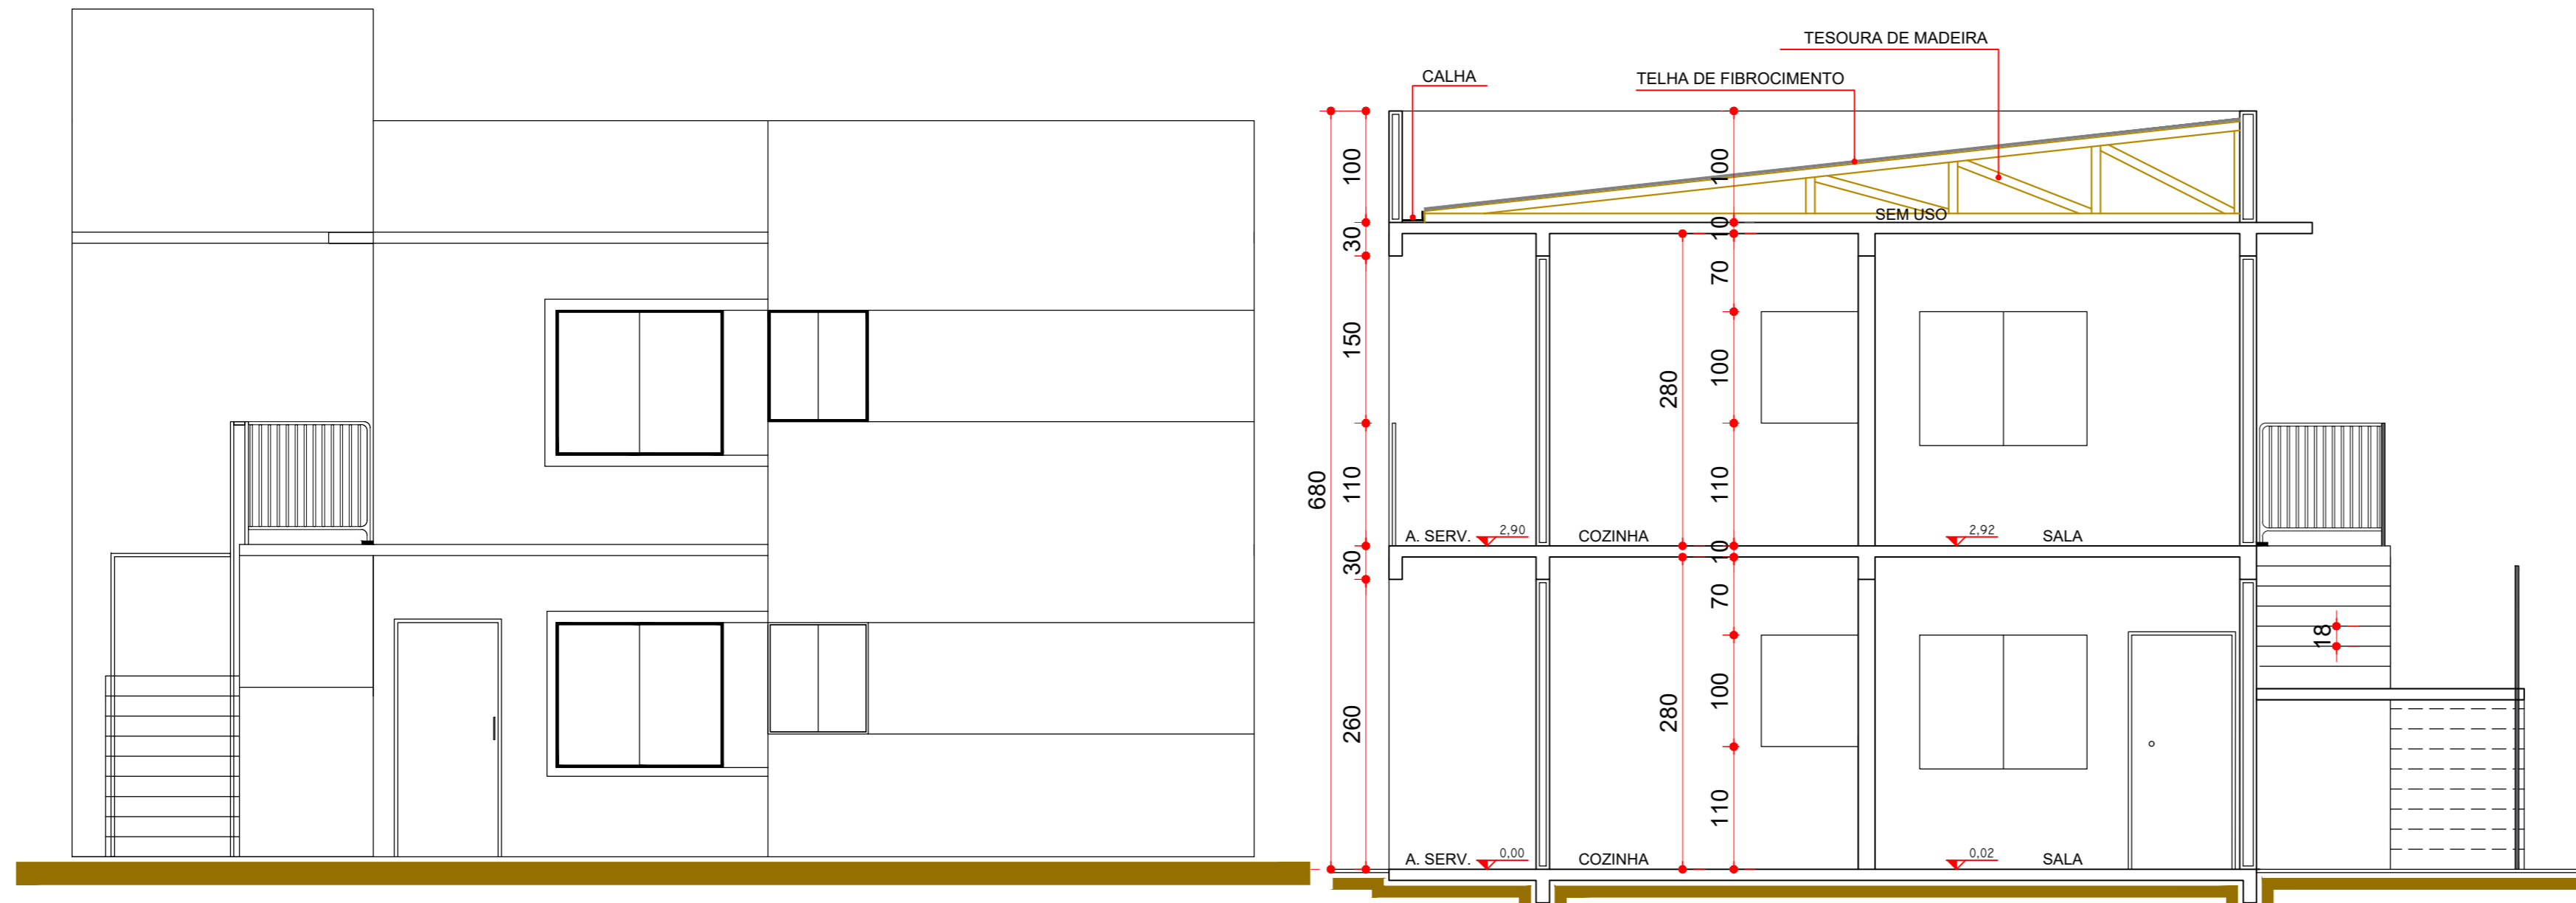 TESOURA DE MADEIRA
CALHA
TELHA DE FIBROCIMENTO
100
100
SEM USO
30
10
70
150
280
100
680
110
110
A. SERV.
2,90
COZINHA
2,92
SALA
30
10
70
18
260
280
100
110
A. SERV.
0,00
COZINHA
0,02
SALA